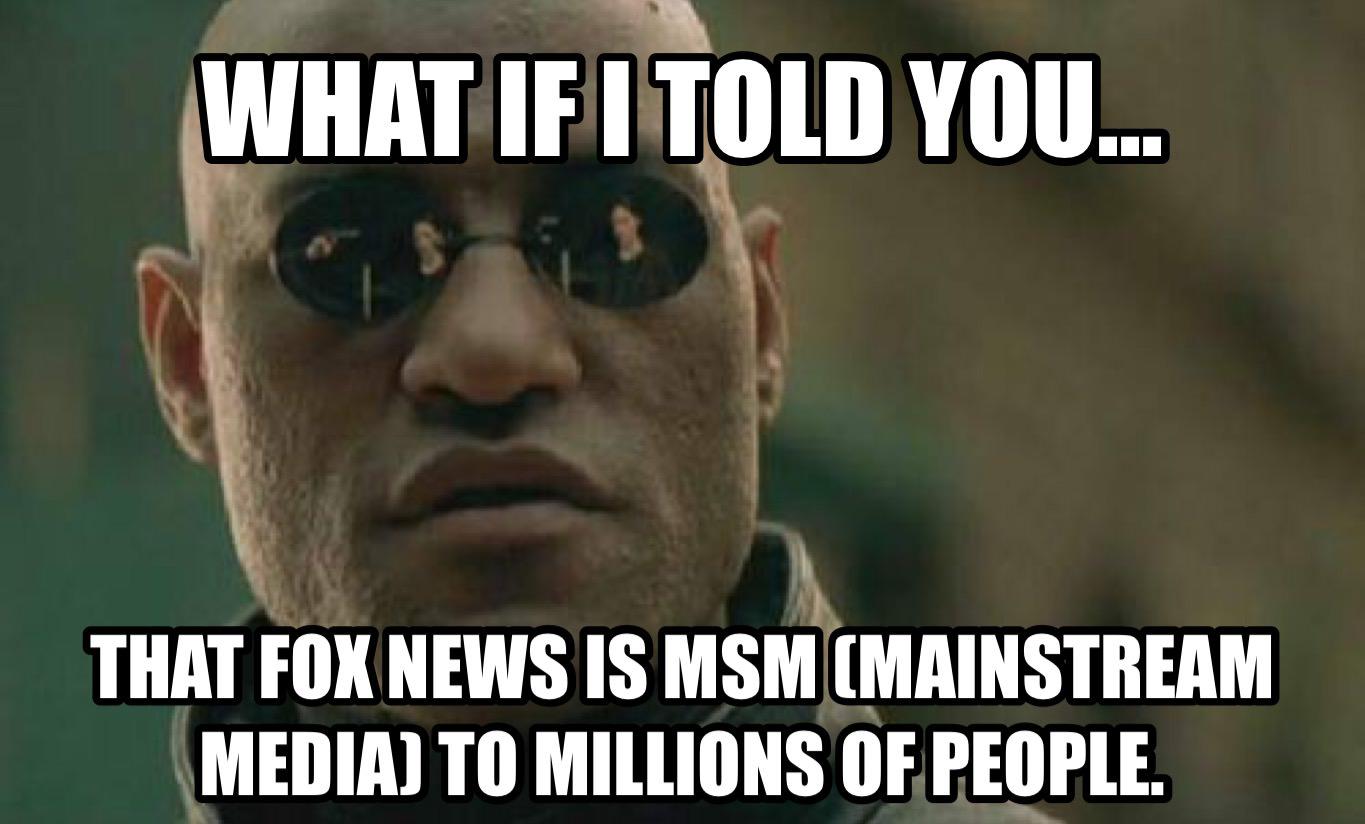 WHAT IF I TOLD YOU...
THAT FOX NEWS IS MSM (MAINSTREAM
MEDIA) TO MILLIONS OF PEOPLE.